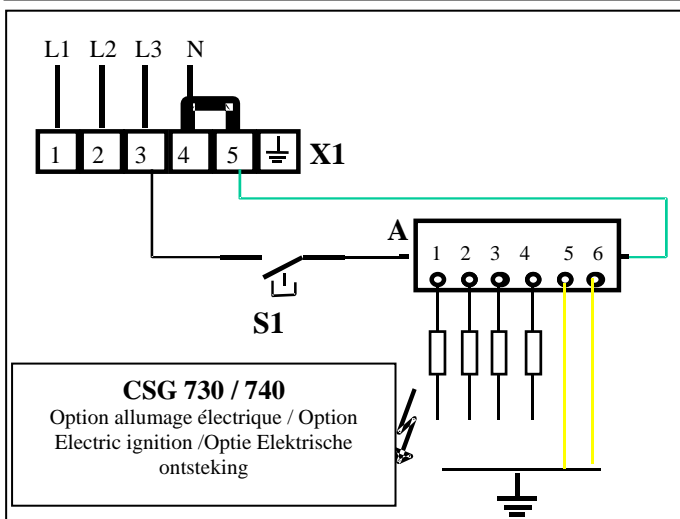 L1 L2 L3 N
1 2 3 4 5 X1
A
1 2 3 4 5 6
S1
CSG 730 / 740
Option allumage électrique / Option
Electric ignition /Optie Elektrische
ontsteking